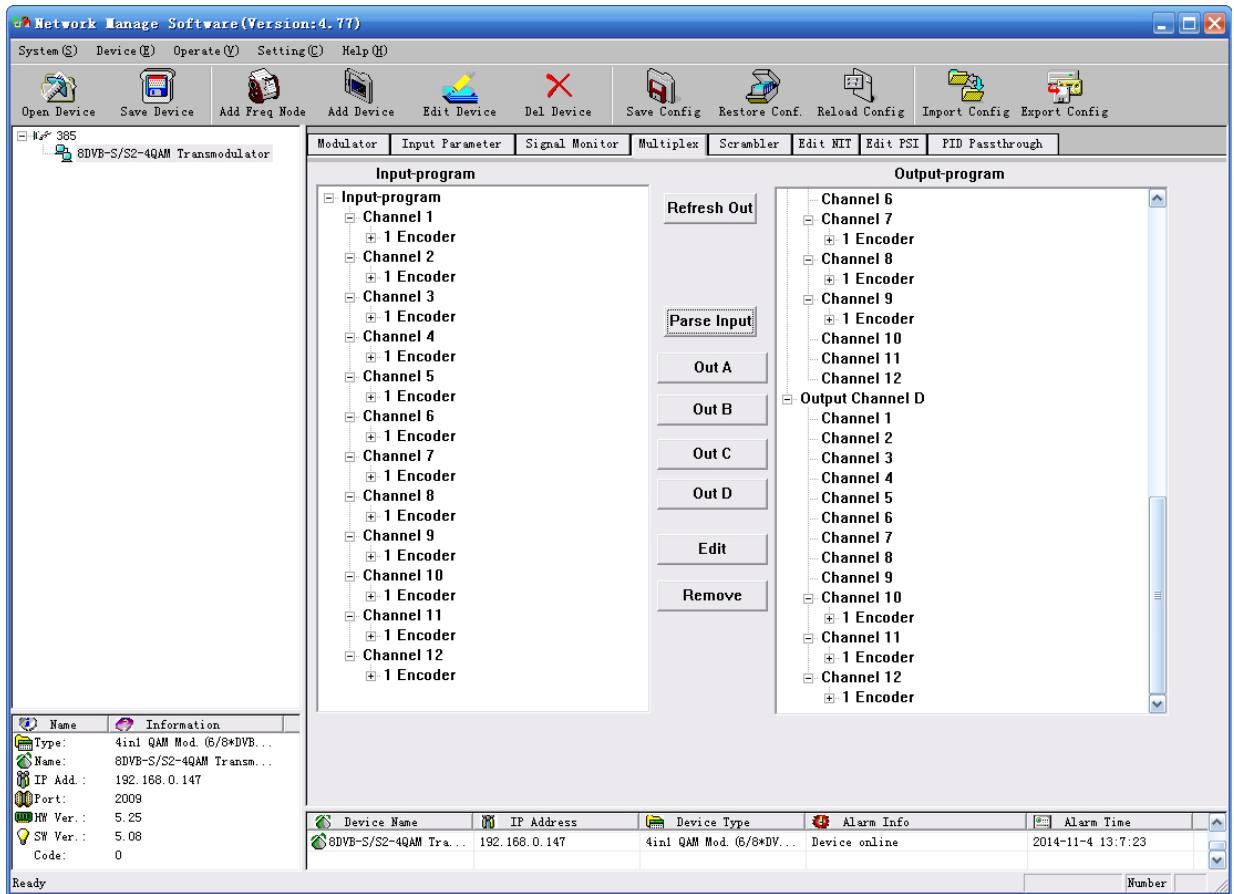 Network Manage Software(Version:4.77)
System(S) Device(E) Operate(V) Setting(C) Help(H)
Open Device Save Device Add Freq Node Add Device Edit Device Del Device Save Config Restore Conf. Reload Config Import Config Export Config
385
8DVB-S/S2-4QAM Transmodulator
Modulator Input Parameter Signal Monitor Multiplex Scrambler Edit NIT Edit PSI PID Passthrough
Input-program
Input-program
Channel 1
1 Encoder
Channel 2
1 Encoder
Channel 3
1 Encoder
Channel 4
1 Encoder
Channel 5
1 Encoder
Channel 6
1 Encoder
Channel 7
1 Encoder
Channel 8
1 Encoder
Channel 9
1 Encoder
Channel 10
1 Encoder
Channel 11
1 Encoder
Channel 12
1 Encoder
Refresh Out
Parse Input
Out A
Out B
Out C
Out D
Edit
Remove
Output-program
Channel 6
Channel 7
1 Encoder
Channel 8
1 Encoder
Channel 9
1 Encoder
Channel 10
Channel 11
Channel 12
Output Channel D
Channel 1
Channel 2
Channel 3
Channel 4
Channel 5
Channel 6
Channel 7
Channel 8
Channel 9
Channel 10
1 Encoder
Channel 11
1 Encoder
Channel 12
1 Encoder
Name Information
Type: 4in1 QAM Mod. (6/8*DVB...
Name: 8DVB-S/S2-4QAM Transm...
IP Add.: 192.168.0.147
Port: 2009
HW Ver.: 5.25
SW Ver.: 5.08
Code: 0
Device Name IP Address Device Type Alarm Info Alarm Time
8DVB-S/S2-4QAM Tra... 192.168.0.147 4in1 QAM Mod. (6/8*DV... Device online 2014-11-4 13:7:23
Ready Number